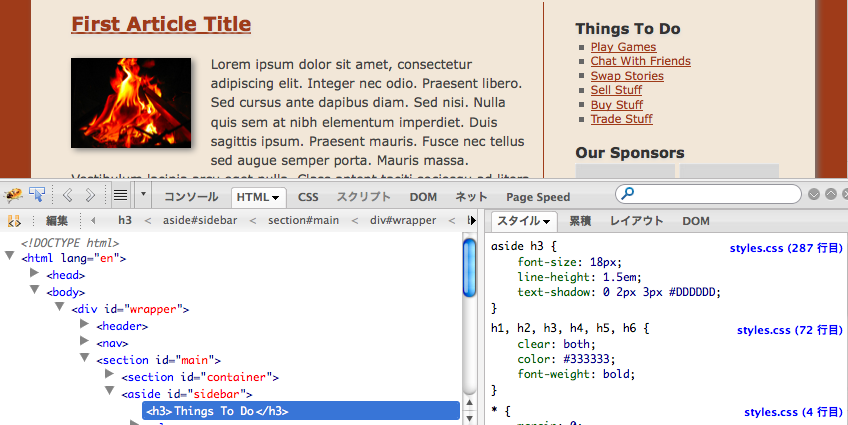 First Article Title
Lorem ipsum dolor sit amet, consectetur
adipiscing elit. Integer nec odio. Praesent libero.
Sed cursus ante dapibus diam. Sed nisi. Nulla
quis sem at nibh elementum imperdiet. Duis
sagittis ipsum. Praesent mauris. Fusce nec tellus
sed augue semper porta. Mauris massa.
Things To Do
Play Games
Chat With Friends
Swap Stories
Sell Stuff
Buy Stuff
Trade Stuff
Our Sponsors
コンソール HTML CSS スクリプト DOM ネット Page Speed
編集 h3 < aside#sidebar < section#main < div#wrapper <
<!DOCTYPE html>
<html lang="en">
<head>
<body>
<div id="wrapper">
<header>
<nav>
<section id="main">
<section id="container">
<aside id="sidebar">
<h3>Things To Do</h3>
スタイル 累積 レイアウト DOM
aside h3 { styles.css (287 行目)
font-size: 18px;
line-height: 1.5em;
text-shadow: 0 2px 3px #DDDDDD;
}
h1, h2, h3, h4, h5, h6 { styles.css (72 行目)
clear: both;
color: #333333;
font-weight: bold;
}
* { styles.css (4 行目)